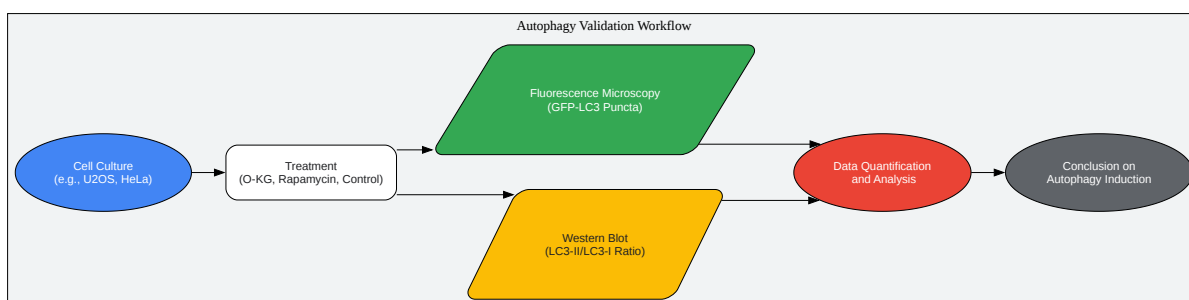 Autophagy Validation Workflow
Fluorescence Microscopy
(GFP-LC3 Puncta)
Cell Culture
(e.g., U2OS, HeLa)
Treatment
(O-KG, Rapamycin, Control)
Data Quantification
and Analysis
Conclusion on
Autophagy Induction
Western Blot
(LC3-II/LC3-I Ratio)